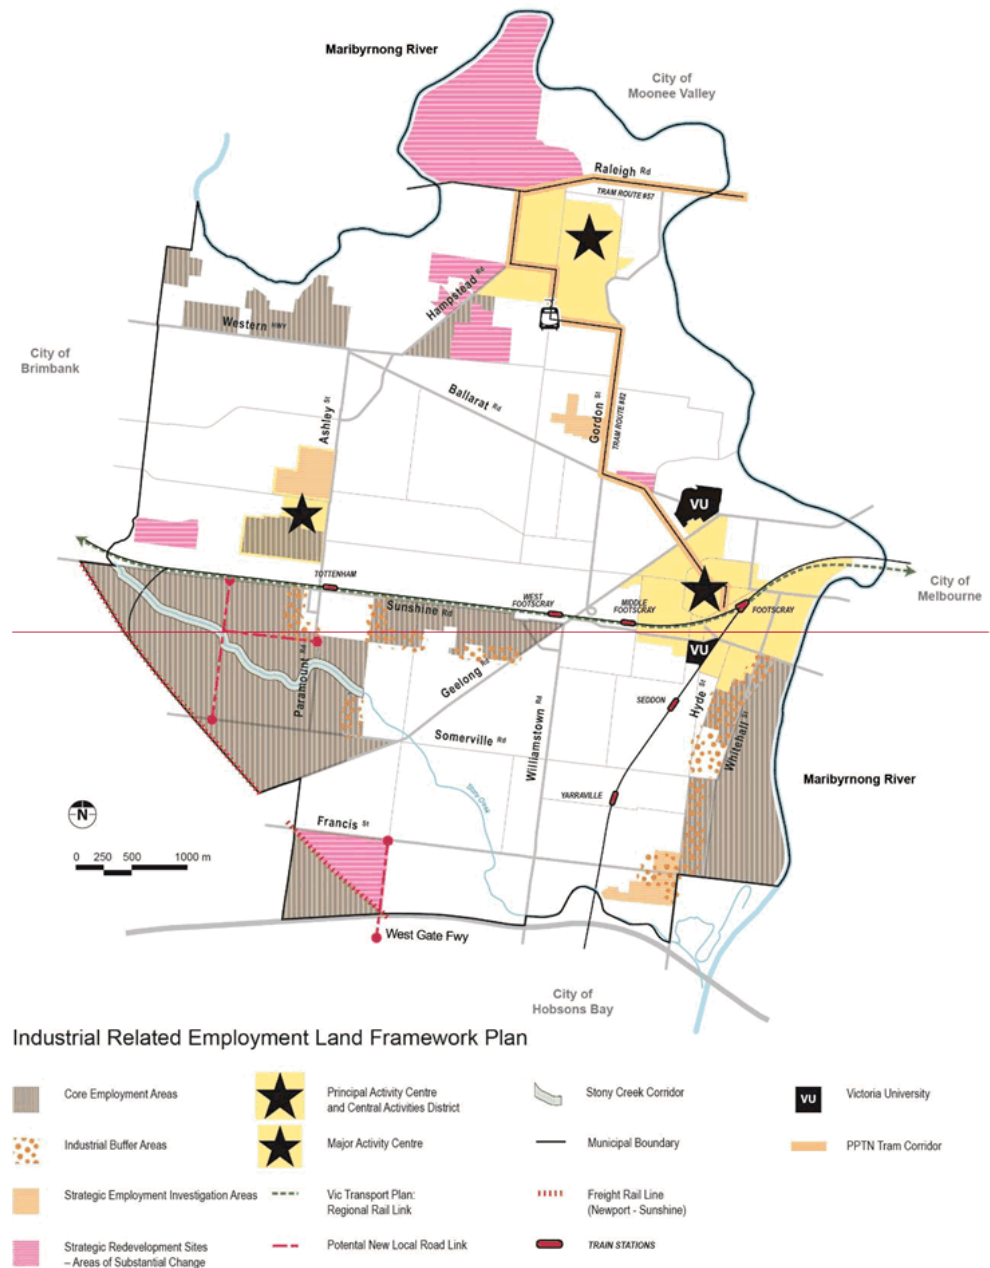 Maribyrnong River
City of
Moonee Valley
Raleigh Rd
TRAM ROUTE #57
Hampstead Rd
Western HWY
City of
Brimbank
Ballarat Rd
Ashley St
Gordon St
TRAM ROUTE #82
VU
TOTTENHAM
WEST
FOOTSCRAY
MIDDLE
FOOTSCRAY
FOOTSCRAY
City of
Melbourne
Sunshine Rd
VU
Paramount Rd
Geelong Rd
SEDDON
Hyde St
Whitehall St
Williamstown Rd
Somerville Rd
Maribyrnong River
YARRAVILLE
Stony Creek
N
Francis St
0 250 500 1000 m
West Gate Fwy
City of
Hobsons Bay
Industrial Related Employment Land Framework Plan
Core Employment Areas
Industrial Buffer Areas
Strategic Employment Investigation Areas
Strategic Redevelopment Sites
– Areas of Substantial Change
Principal Activity Centre
and Central Activities District
Major Activity Centre
Vic Transport Plan:
Regional Rail Link
Potental New Local Road Link
Stony Creek Corridor
Municipal Boundary
Freight Rail Line
(Newport - Sunshine)
TRAIN STATIONS
VU
Victoria University
PPTN Tram Corridor